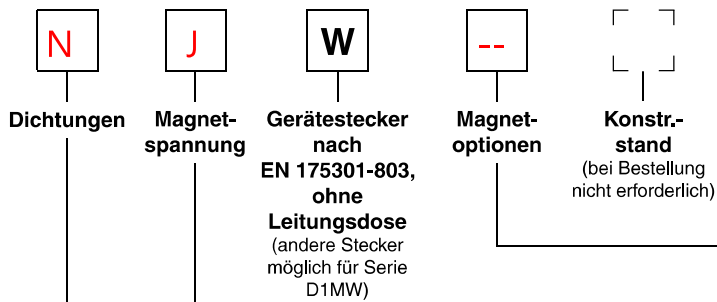 N
J
W
--
Dichtungen
Magnet-
spannung
Gerätestecker
nach
EN 175301-803,
ohne
Leitungsdose
(andere Stecker
möglich für Serie
D1MW)
Magnet-
optionen
Konstr.-
stand
(bei Bestellung
nicht erforderlich)